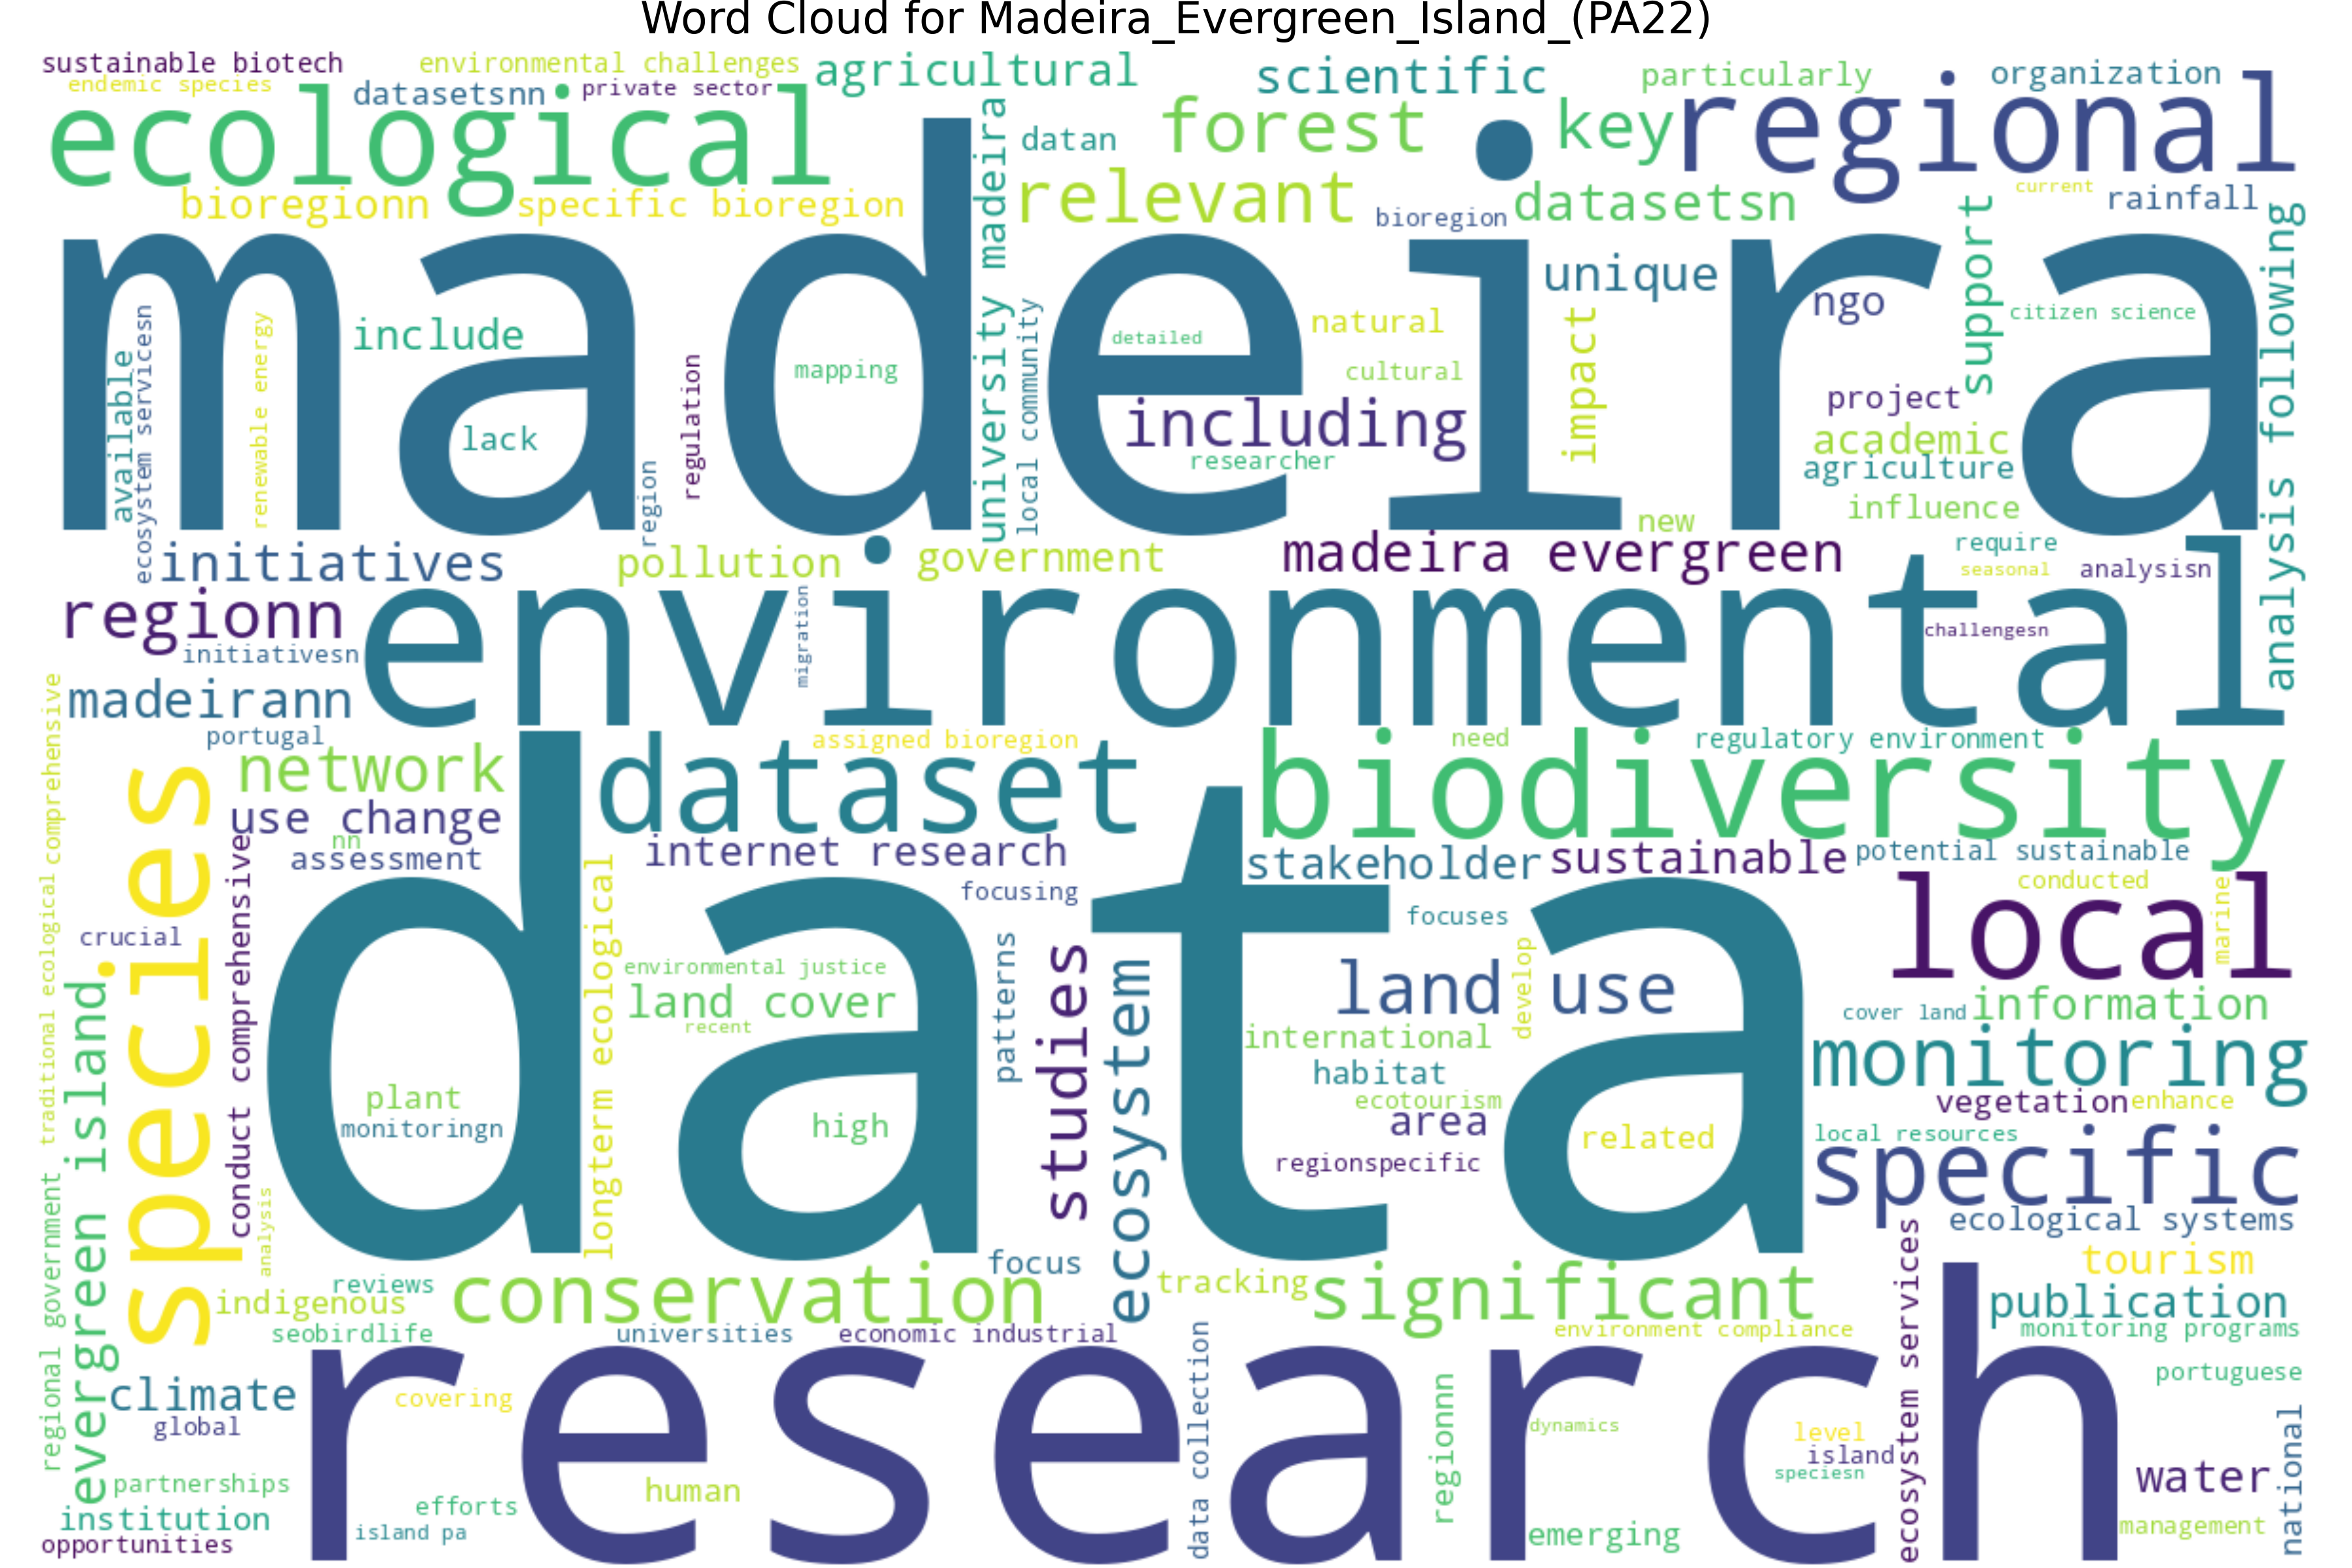 Word Cloud for Madeira_Evergreen_Island_(PA22)
sustainable biotech
environmental challenges
agricultural
scientific
particularly
organization
endemic species
datasetsnn
private sector
ecological
regional
forest
key
datan
bioregionn
specific bioregion
relevant
bioregion
datasetsn
current
rainfall
madeira
university madeira
unique
support
analysis following
ngo
citizen science
include
available
ecosystem servicesn
renewable energy
lack
mapping
regulation
region
local community
detailed
natural
cultural
impact
including
researcher
project
academic
agriculture
influence
new
initiatives
pollution
government
madeira evergreen
require
seasonal
analysisn
regionn
environmental
challengesn
initiativesn
migration
madeirann
portugal
network
dataset
assigned bioregion
biodiversity
need
regulatory environment
use change
nn
assessment
internet research
stakeholder
sustainable
potential sustainable
traditional ecological comprehensive
species
conduct comprehensive
data
focusing
focuses
conducted
marine
local
crucial
longterm ecological
environmental justice
land cover
recent
patterns
studies
ecosystem
land use
develop
cover land
information
international
habitat
ecotourism
area
monitoring
vegetation
enhance
plant
monitoringn
high
related
regionspecific
local resources
specific
ecological systems
evergreen island
regional government
analysis
focus
reviews
indigenous
conservation
tracking
significant
ecosystem services
tourism
publication
seobirdlife
universities
economic industrial
environment compliance
monitoring programs
research
climate
global
covering
data collection
regionnn
dynamics
level
island
speciesn
portuguese
water
national
partnerships
institution
opportunities
efforts
island pa
human
emerging
management